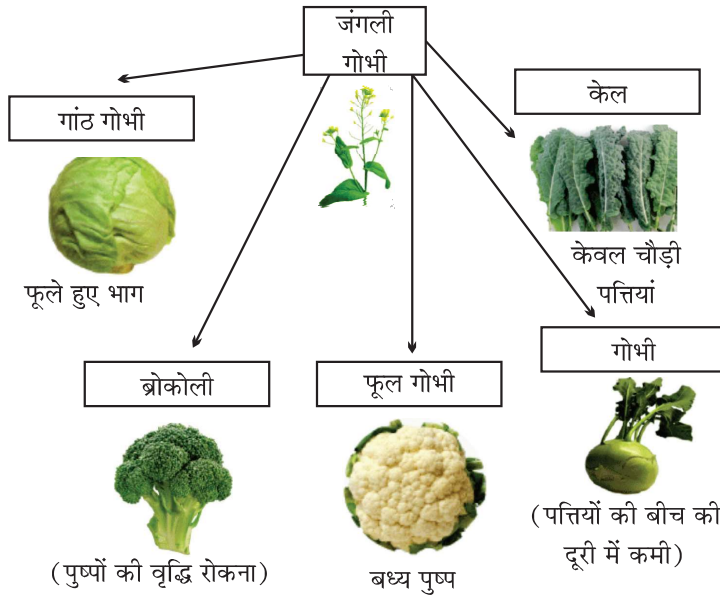 जंगली
गोभी
गांठ गोभी
फूले हुए भाग
केल
केवल चौड़ी
पत्तियां
ब्रोकोली
(पुष्पों की वृद्धि रोकना)
फूल गोभी
बध्य पुष्प
गोभी
(पत्तियों की बीच की
दूरी में कमी)